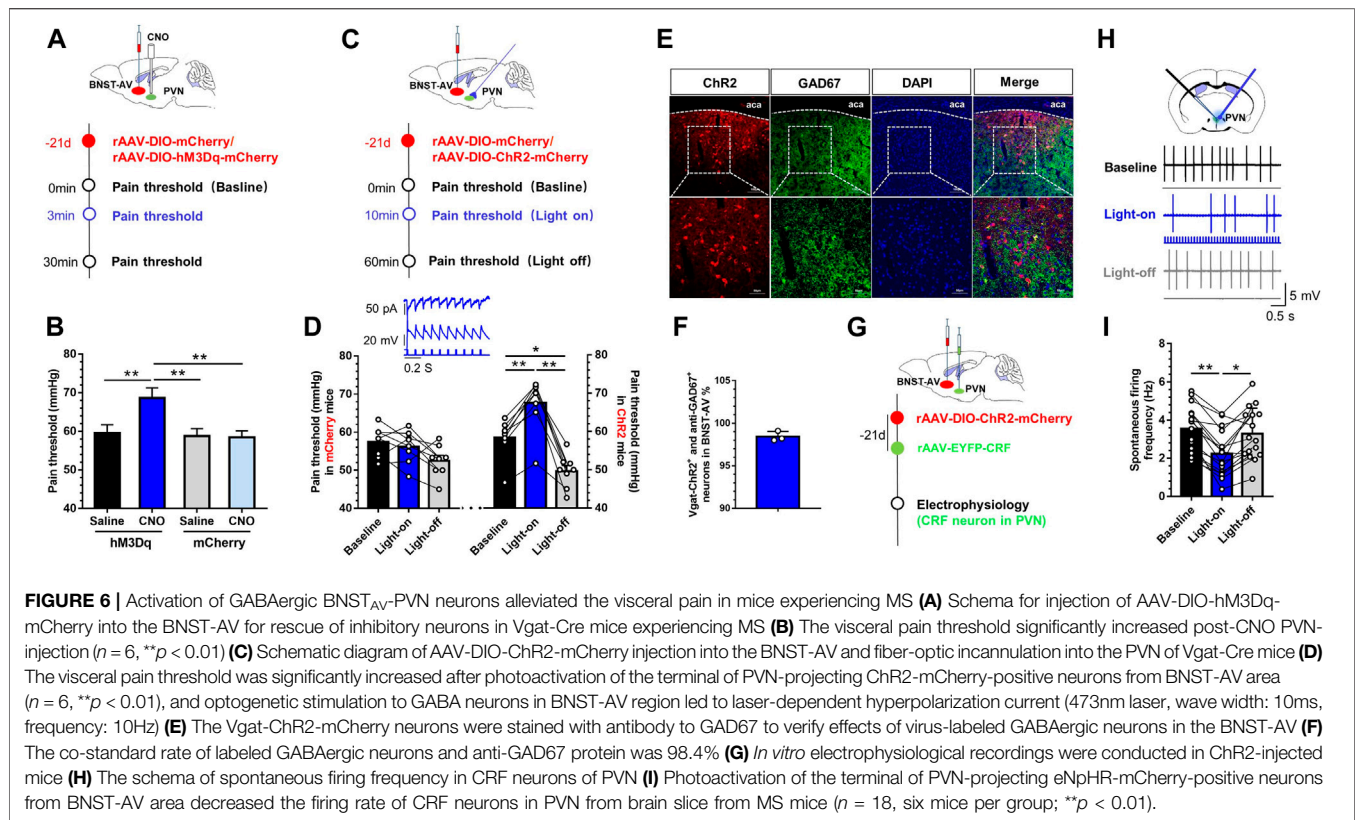 A
CNO
BNST-AV
PVN
-21d
rAAV-DIO-mCherry/
rAAV-DIO-hM3Dq-mCherry
0min
Pain threshold (Basline)
3min
Pain threshold
30min
Pain threshold
C
BNST-AV
PVN
-21d
rAAV-DIO-mCherry/
rAAV-DIO-ChR2-mCherry
0min
Pain threshold (Basline)
10min
Pain threshold (Light on)
60min
Pain threshold (Light off)
E
ChR2
GAD67
DAPI
Merge
aca
aca
aca
aca
H
PVN
Baseline
Light-on
Light-off
5 mV
0.5 s
B
Pain threshold (mmHg)
80
70
60
50
40
**
**
**
Saline
CNO
Saline
CNO
hM3Dq
mCherry
D
50 pA
20 mV
0.2 S
Pain threshold (mmHg)
in mCherry mice
80
70
60
50
40
*
**
**
80
70
60
50
40
Pain threshold (mmHg)
in ChR2 mice
Baseline
Light-on
Light-off
Baseline
Light-on
Light-off
F
Vgat-ChR2+ and anti-GAD67+
neurons in BNST-AV %
102
100
98
95
92
90
G
BNST-AV
PVN
-21d
rAAV-DIO-ChR2-mCherry
rAAV-EYFP-CRF
Electrophysiology
(CRF neuron in PVN)
I
Spontaneous firing
frequency (Hz)
8
6
4
2
0
**
*
Baseline
Light-on
Light-off
FIGURE 6 | Activation of GABAergic BNSTAV-PVN neurons alleviated the visceral pain in mice experiencing MS (A) Schema for injection of AAV-DIO-hM3Dq-
mCherry into the BNST-AV for rescue of inhibitory neurons in Vgat-Cre mice experiencing MS (B) The visceral pain threshold significantly increased post-CNO PVN-
injection (n = 6, **p < 0.01) (C) Schematic diagram of AAV-DIO-ChR2-mCherry injection into the BNST-AV and fiber-optic incannulation into the PVN of Vgat-Cre mice (D)
The visceral pain threshold was significantly increased after photoactivation of the terminal of PVN-projecting ChR2-mCherry-positive neurons from BNST-AV area
(n = 6, **p < 0.01), and optogenetic stimulation to GABA neurons in BNST-AV region led to laser-dependent hyperpolarization current (473nm laser, wave width: 10ms,
frequency: 10Hz) (E) The Vgat-ChR2-mCherry neurons were stained with antibody to GAD67 to verify effects of virus-labeled GABAergic neurons in the BNST-AV (F)
The co-standard rate of labeled GABAergic neurons and anti-GAD67 protein was 98.4% (G) In vitro electrophysiological recordings were conducted in ChR2-injected
mice (H) The schema of spontaneous firing frequency in CRF neurons of PVN (I) Photoactivation of the terminal of PVN-projecting eNpHR-mCherry-positive neurons
from BNST-AV area decreased the firing rate of CRF neurons in PVN from brain slice from MS mice (n = 18, six mice per group; **p < 0.01).